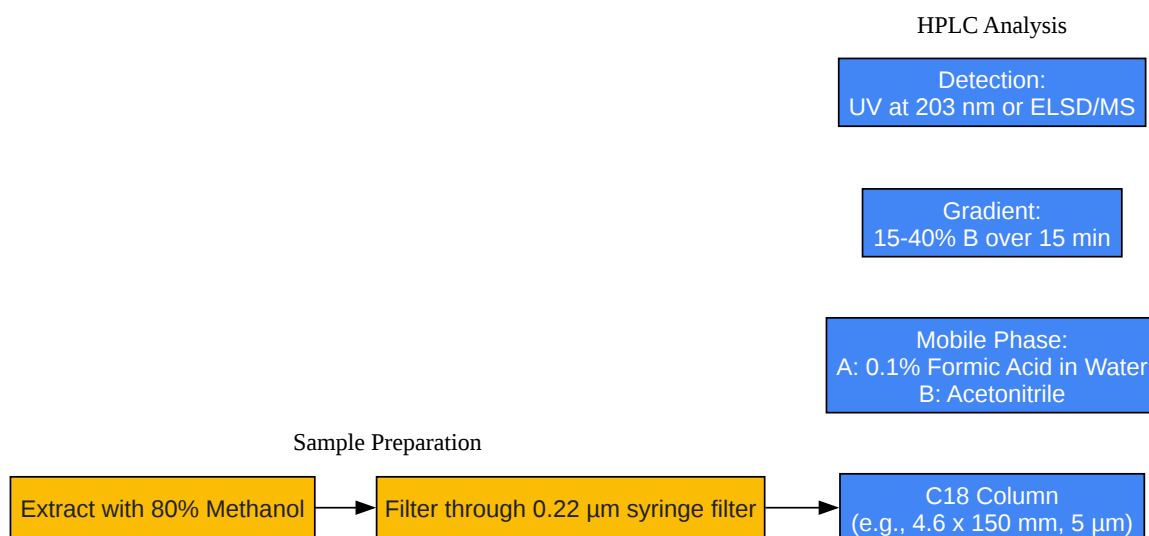 HPLC Analysis
Detection:
UV at 203 nm or ELSD/MS
Gradient:
15-40% B over 15 min
Mobile Phase:
A: 0.1% Formic Acid in Water
B: Acetonitrile
Sample Preparation
Extract with 80% Methanol
Filter through 0.22 µm syringe filter
C18 Column
(e.g., 4.6 x 150 mm, 5 µm)